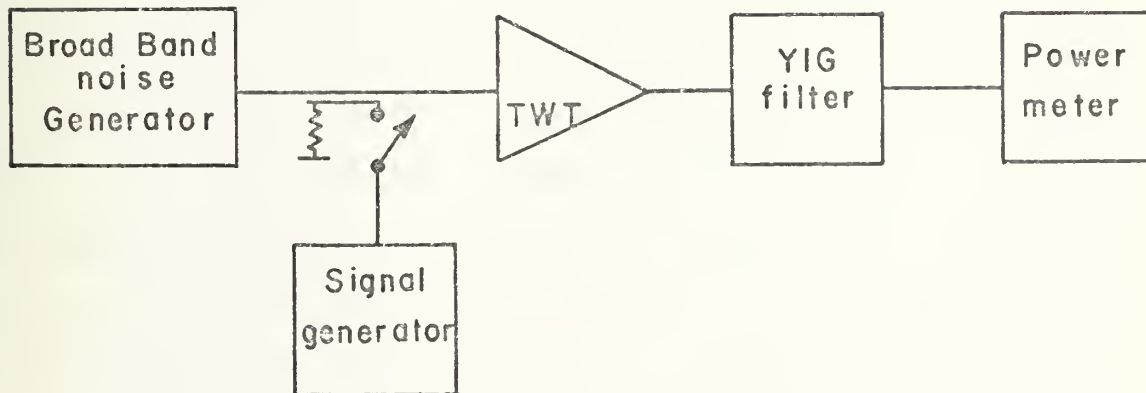 Broad Band
noise
Generator
TWT
YIG
filter
Power
meter
Signal
generator